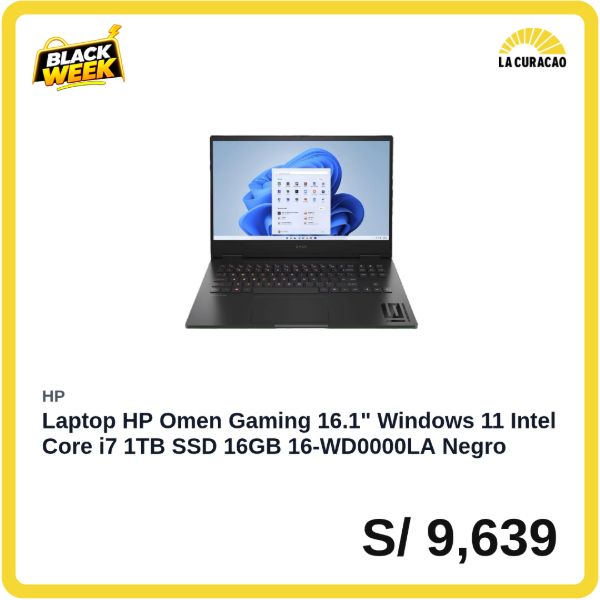 BLACK
WEEK
LA CURACAO
HP
Laptop HP Omen Gaming 16.1" Windows 11 Intel
Core i7 1TB SSD 16GB 16-WD0000LA Negro
S/ 9,639